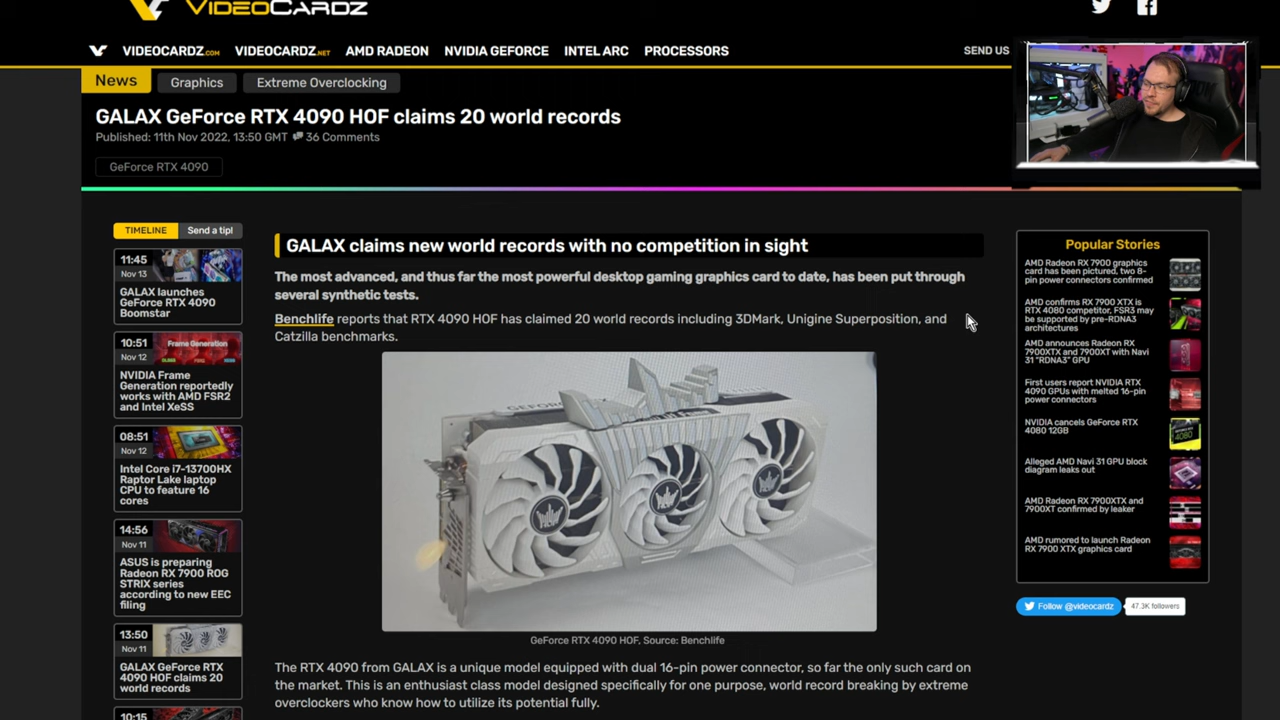 VIDEOCARDZ
VIDEOCARDZ.COM VIDEOCARDZ.NET AMD RADEON NVIDIA GEFORCE INTEL ARC PROCESSORS SEND US
News Graphics Extreme Overclocking
GALAX GeForce RTX 4090 HOF claims 20 world records
Published: 11th Nov 2022, 13:50 GMT 36 Comments
GeForce RTX 4090
TIMELINE Send a tip!
11:45
Nov 13
GALAX launches
GeForce RTX 4090
Boomstar
10:51
Nov 12
Frame Generation
NVIDIA Frame
Generation reportedly
works with AMD FSR2
and Intel XeSS
08:51
Nov 12
Intel Core i7-13700HX
Raptor Lake laptop
CPU to feature 16
cores
14:56
Nov 11
ASUS is preparing
Radeon RX 7900 ROG
STRIX series
according to new EEC
filing
13:50
Nov 11
GALAX GeForce RTX
4090 HOF claims 20
world records
10:15
GALAX claims new world records with no competition in sight
The most advanced, and thus far the most powerful desktop gaming graphics card to date, has been put through
several synthetic tests.
Benchlife reports that RTX 4090 HOF has claimed 20 world records including 3DMark, Unigine Superposition, and
Catzilla benchmarks.
GEFORCE
GeForce RTX 4090 HOF, Source: Benchlife
The RTX 4090 from GALAX is a unique model equipped with dual 16-pin power connector, so far the only such card on
the market. This is an enthusiast class model designed specifically for one purpose, world record breaking by extreme
overclockers who know how to utilize its potential fully.
Popular Stories
AMD Radeon RX 7900 graphics
card has been pictured, two 8-
pin power connectors confirmed
AMD confirms RX 7900 XTX is
RTX 4080 competitor, FSR3 may
be supported by pre-RDNA3
architectures
AMD announces Radeon RX
7900XTX and 7900XT with Navi
31 "RDNA3" GPU
First users report NVIDIA RTX
4090 GPUs with melted 16-pin
power connectors
NVIDIA cancels GeForce RTX
4080 12GB
4080
Alleged AMD Navi 31 GPU block
diagram leaks out
AMD Radeon RX 7900XTX and
7900XT confirmed by leaker
AMD rumored to launch Radeon
RX 7900 XTX graphics card
Follow @videocardz 47.3K followers